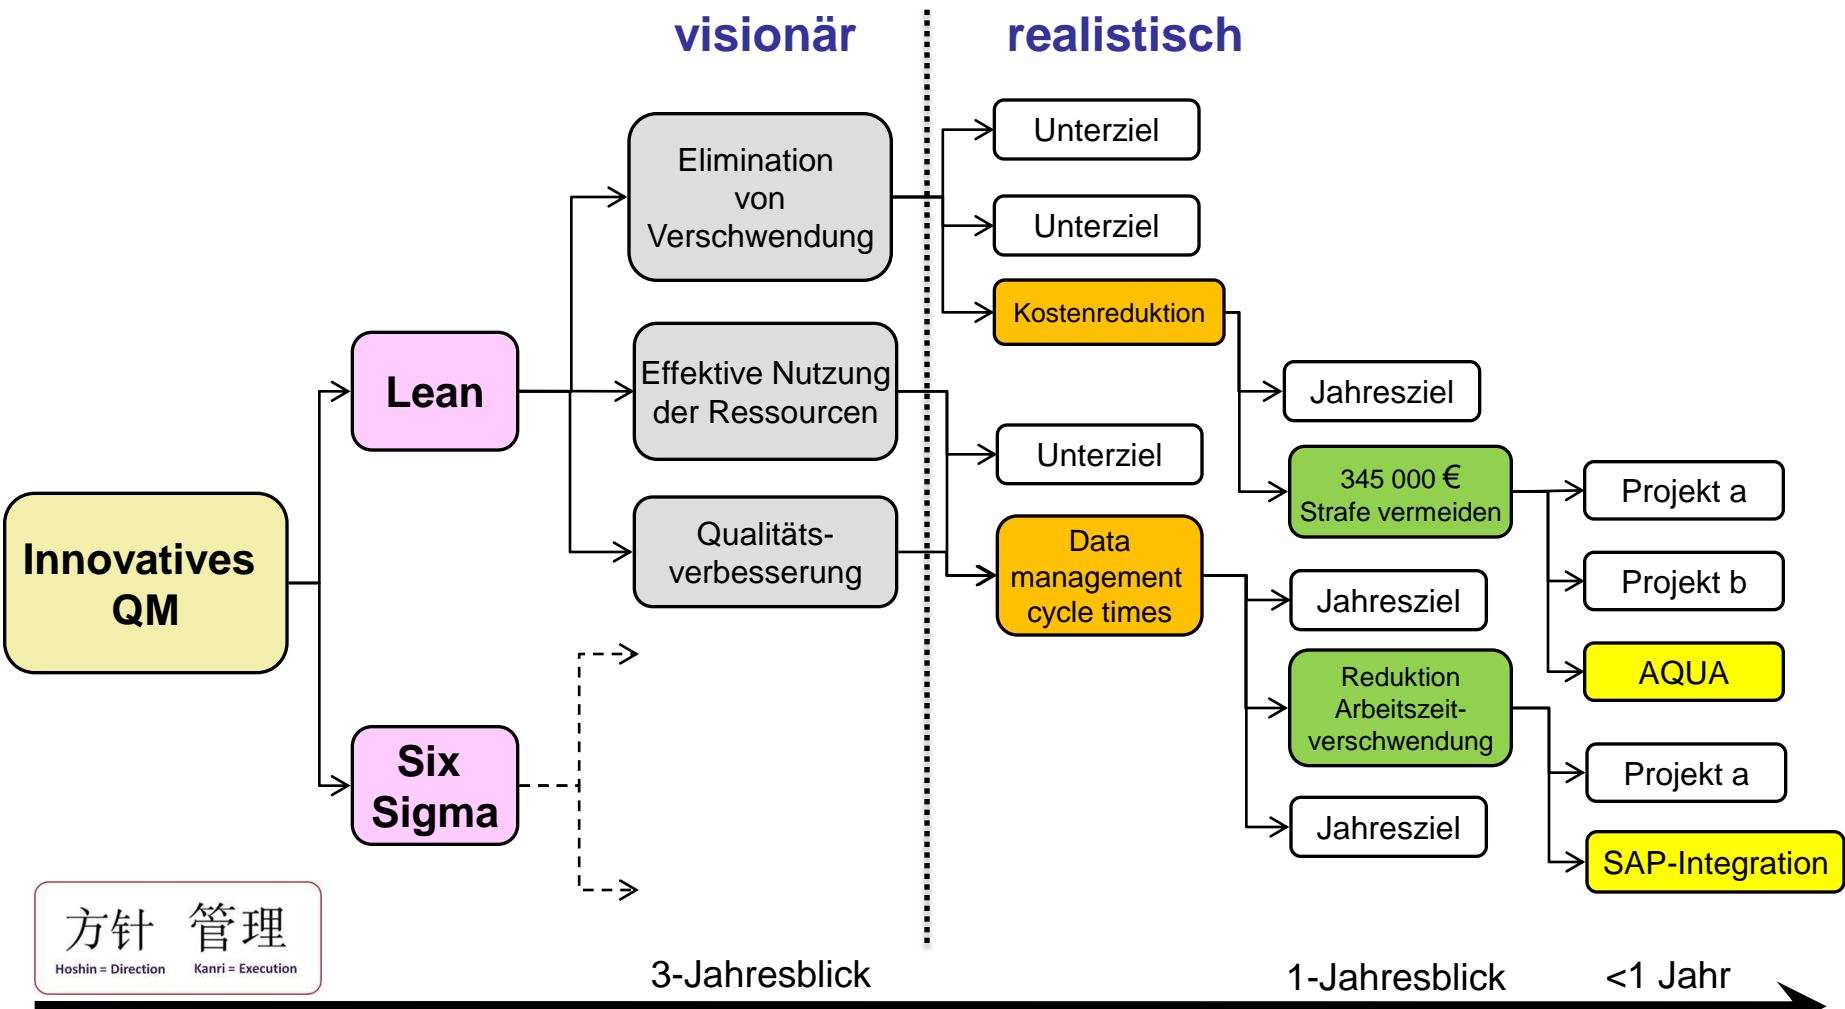 visionär
realistisch
Innovatives
QM
Lean
Six
Sigma
Elimination
von
Verschwendung
Effektive Nutzung
der Ressourcen
Qualitäts-
verbesserung
Unterziel
Unterziel
Kostenreduktion
Unterziel
Data
management
cycle times
Jahresziel
345 000 €
Strafe vermeiden
Jahresziel
Reduktion
Arbeitszeit-
verschwendung
Jahresziel
Projekt a
Projekt b
AQUA
Projekt a
SAP-Integration
方针 管理
Hoshin = Direction Kanri = Execution
3-Jahresblick
1-Jahresblick
<1 Jahr